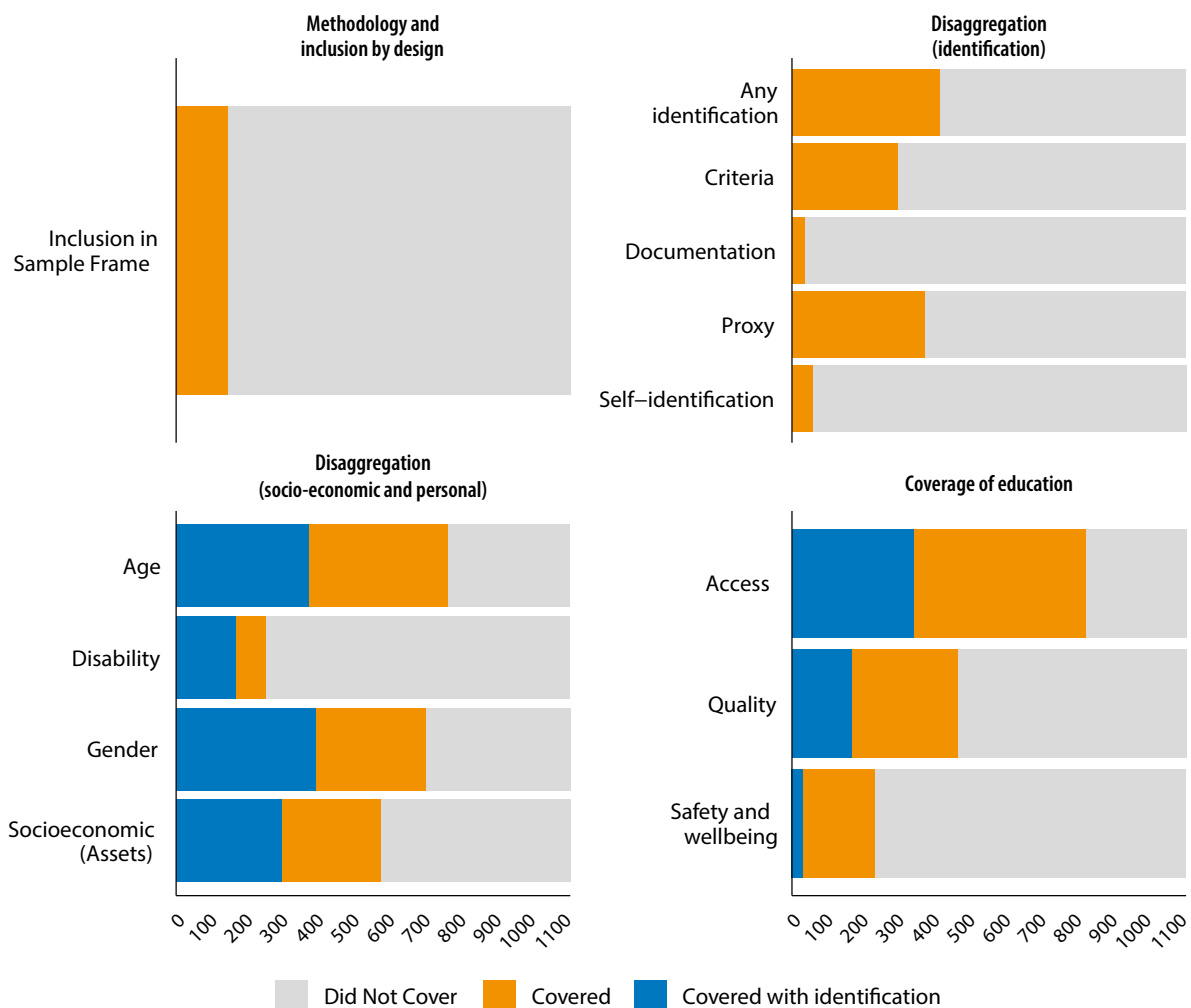 Methodology and
inclusion by design
Inclusion in
Sample Frame
Disaggregation
(identification)
Any
identification
Criteria
Documentation
Proxy
Self−identification
Disaggregation
(socio-economic and personal)
Age
Disability
Gender
Socioeconomic
(Assets)
0
100
200
300
400
500
600
700
800
900
1000
1100
Coverage of education
Access
Quality
Safety and
wellbeing
0
100
200
300
400
500
600
700
800
900
1000
1100
Did Not Cover
Covered
Covered with identification